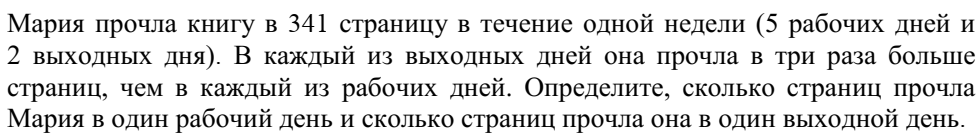 Мария прочла книгу в 341 страницу в течение одной недели (5 рабочих дней и
2 выходных дня). В каждый из выходных дней она прочла в три раза больше
страниц, чем в каждый из рабочих дней. Определите, сколько страниц прочла
Мария в один рабочий день и сколько страниц прочла она в один выходной день.